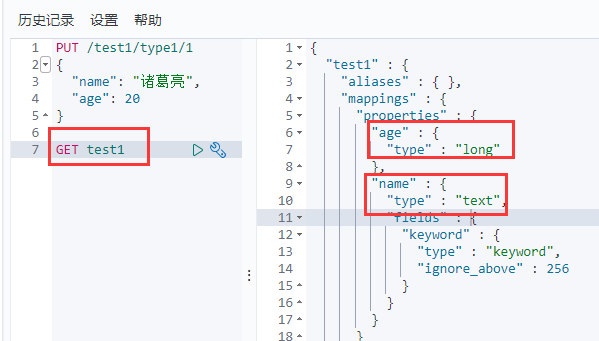 历史记录 设置 帮助
1 PUT /test1/type1/1
2 {
3 "name": "诸葛亮",
4 "age": 20
5 }
6
7 GET test1
1 {
2 "test1" : {
3 "aliases" : { },
4 "mappings" : {
5 "properties" : {
6 "age" : {
7 "type" : "long"
8 },
9 "name" : {
10 "type" : "text",
11 "fields" : {
12 "keyword" : {
13 "type" : "keyword",
14 "ignore_above" : 256
15 }
16 }
17 }
18 }